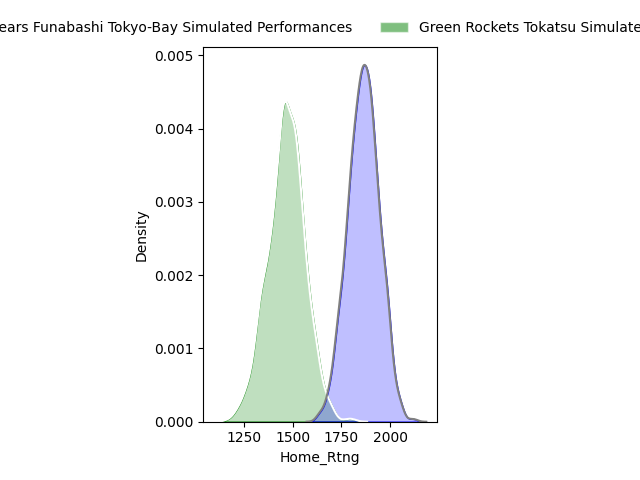 ears Funabashi Tokyo-Bay Simulated Performances Green Rockets Tokatsu Simulate
0.005
0.004
0.003
0.002
0.001
0.000
Density
1250 1500 1750 2000
Home_Rtng